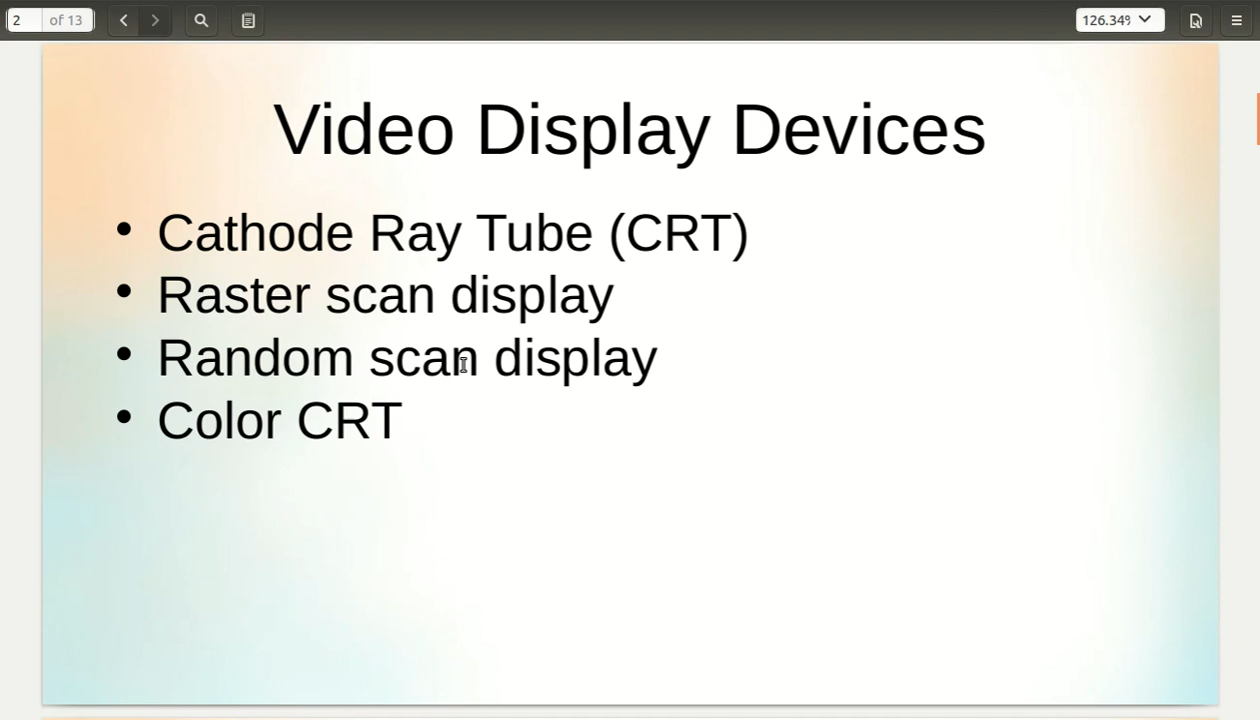 2 of 13
126.34%
Video Display Devices
• Cathode Ray Tube (CRT)
• Raster scan display
• Random scan display
• Color CRT